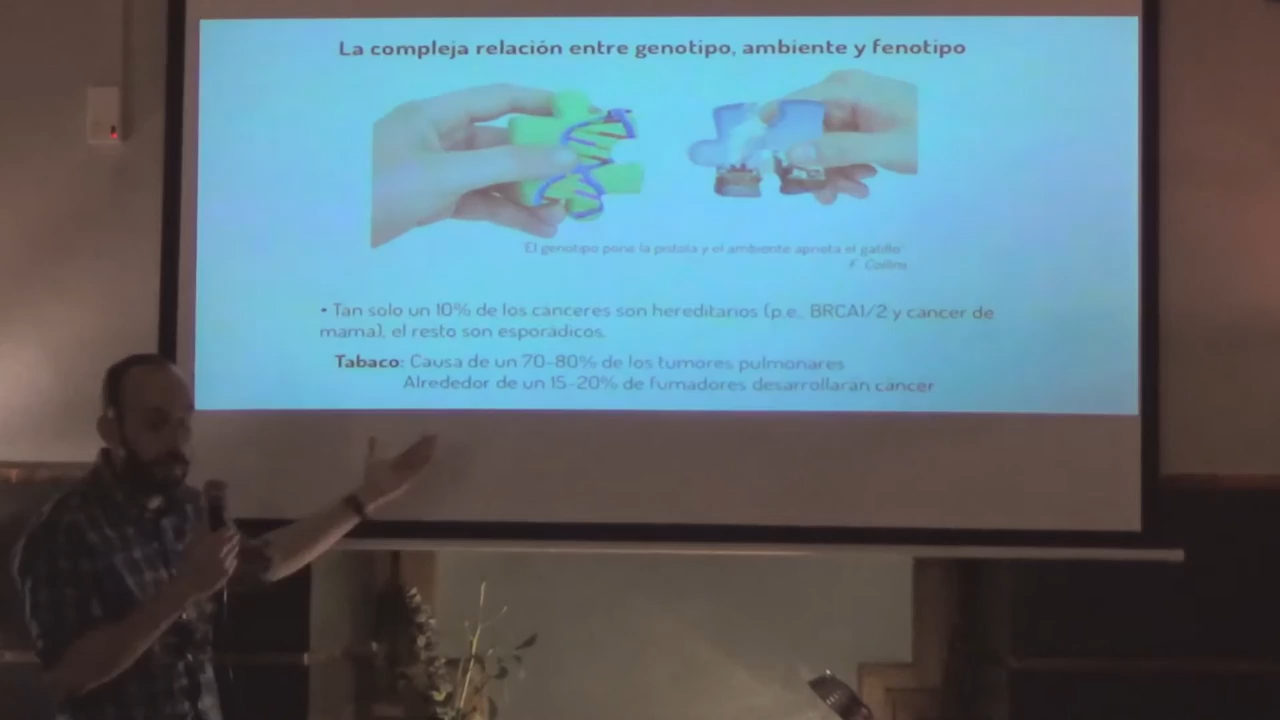 La compleja relación entre genotipo, ambiente y fenotipo
El genotipo pone la pistola y el ambiente aprieta el gatillo
F. Collins
• Tan solo un 10% de los cánceres son hereditarios (p.e., BRCA1/2 y cáncer de
mama), el resto son esporádicos.
Tabaco: Causa de un 70-80% de los tumores pulmonares
Alrededor de un 15-20% de fumadores desarrollarán cáncer